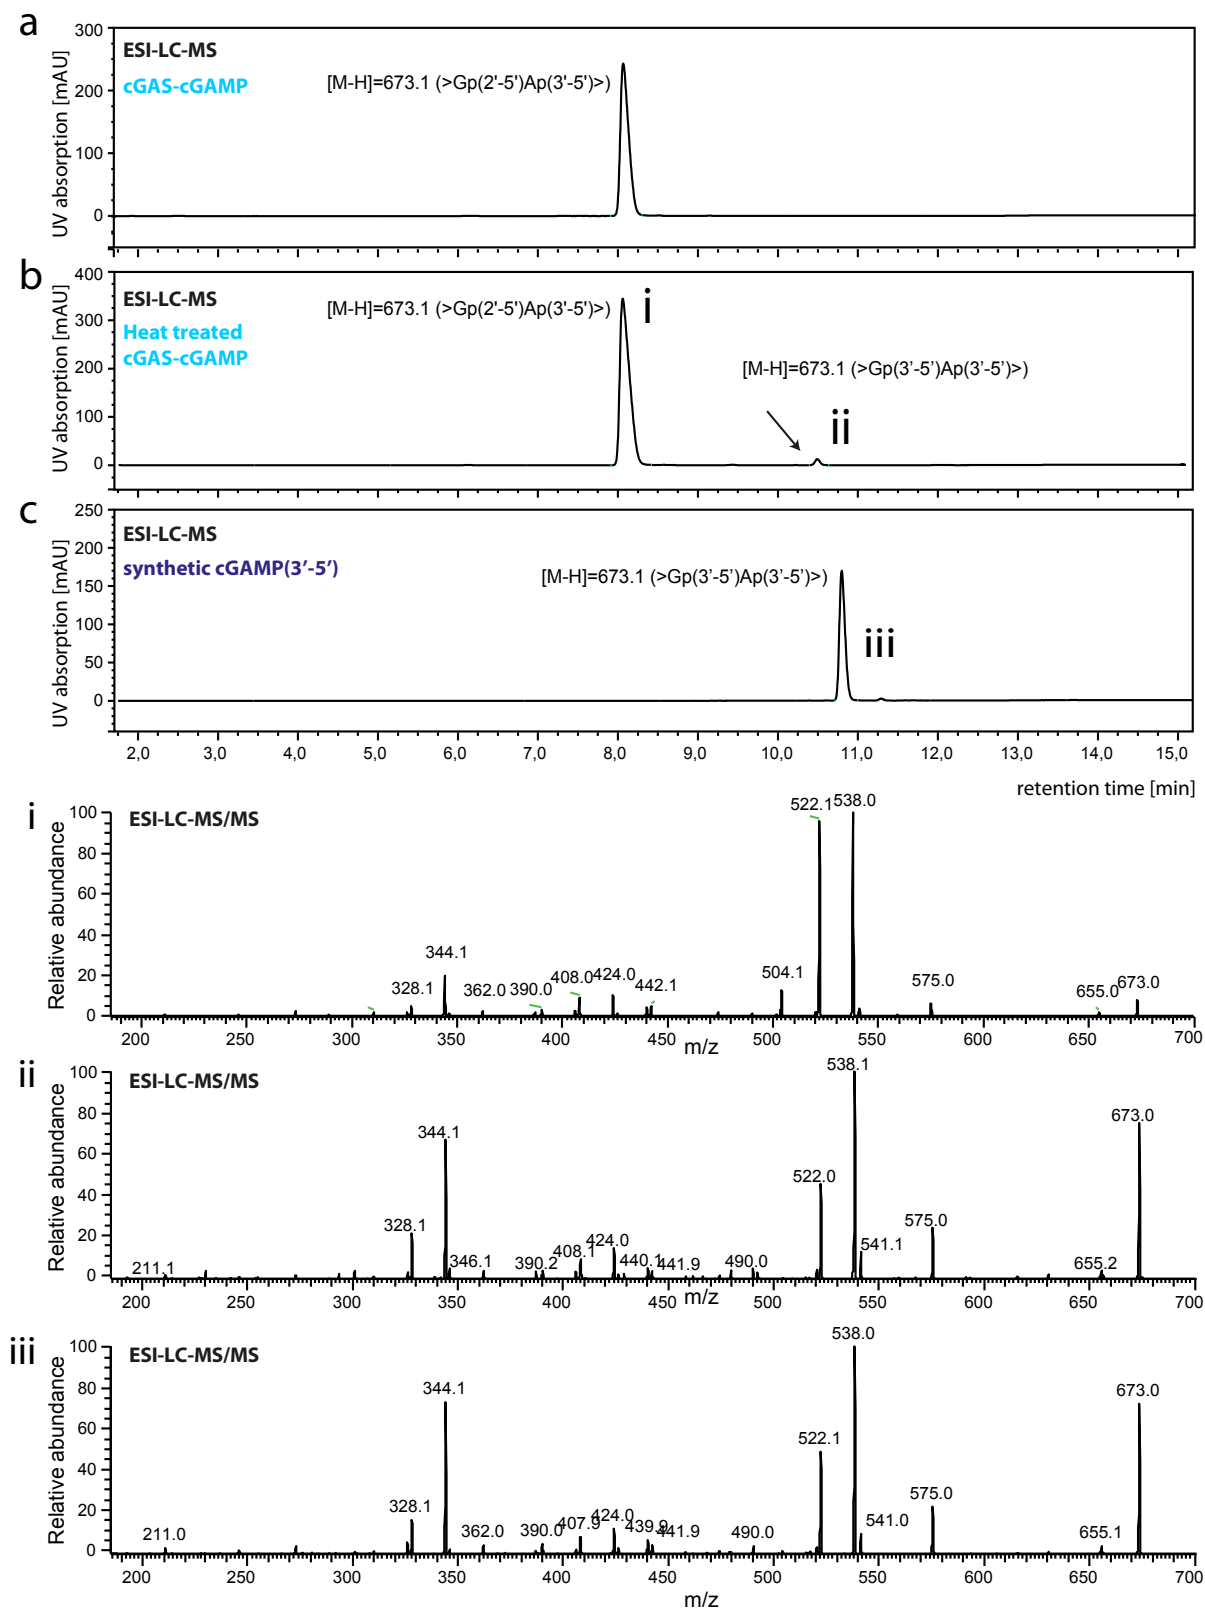 a
ESI-LC-MS
cGAS-cGAMP
[M-H]=673.1 (>Gp(2'-5')Ap(3'-5')>)
UV absorption [mAU]
300
200
100
0
b
ESI-LC-MS
Heat treated
cGAS-cGAMP
[M-H]=673.1 (>Gp(2'-5')Ap(3'-5')>)
i
[M-H]=673.1 (>Gp(3’-5’)Ap(3’-5’)>)
ii
UV absorption [mAU]
400
300
200
100
0
c
ESI-LC-MS
synthetic cGAMP(3’-5’)
[M-H]=673.1 (>Gp(3’-5’)Ap(3’-5’)>)
iii
UV absorption [mAU]
250
200
150
100
50
0
2,0 3,0 4,0 5,0 6,0 7,0 8,0 9,0 10,0 11,0 12,0 13,0 14,0 15,0
retention time [min]
i
ESI-LC-MS/MS
Relative abundance
100
80
60
40
20
0
328.1 344.1 362.0 390.0 408.0 424.0 442.1 504.1 522.1 538.0 575.0 655.0 673.0
200 250 300 350 400 450 500 550 600 650 700
m/z
ii
ESI-LC-MS/MS
Relative abundance
100
80
60
40
20
0
211.1 328.1 344.1 346.1 390.2 408.1 424.0 440.1 441.9 490.0 522.0 538.1 541.1 575.0 655.2 673.0
200 250 300 350 400 450 500 550 600 650 700
m/z
iii
ESI-LC-MS/MS
Relative abundance
100
80
60
40
20
0
211.0 328.1 344.1 362.0 390.0 407.9 424.0 439.9 441.9 490.0 522.1 538.0 541.0 575.0 655.1 673.0
200 250 300 350 400 450 500 550 600 650 700
m/z